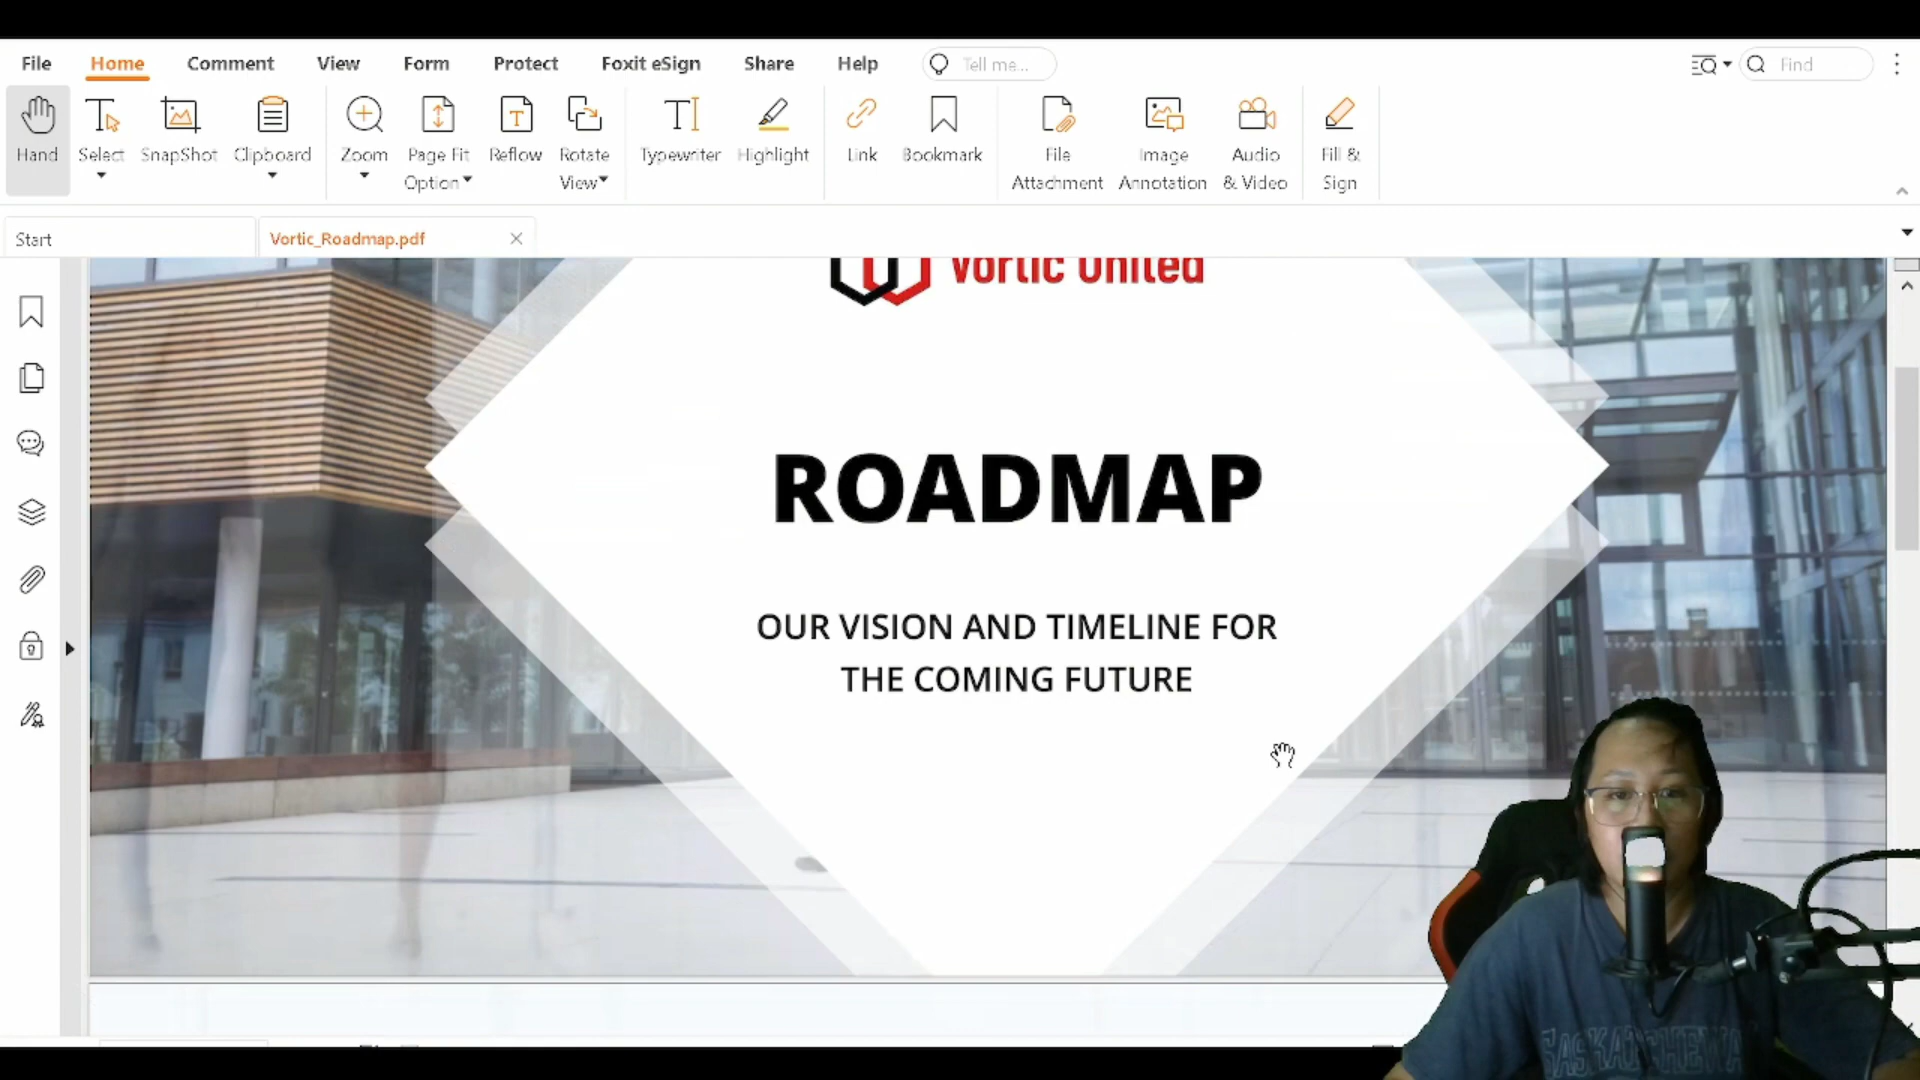 File Home Comment View Form Protect Foxit eSign Share Help Tell me... Find
Hand Select SnapShot Clipboard Zoom Page Fit Option Reflow Rotate View Typewriter Highlight Link Bookmark File Attachment Image Annotation Audio & Video Fill & Sign
Start Vortic_Roadmap.pdf
Vortic United
ROADMAP
OUR VISION AND TIMELINE FOR
THE COMING FUTURE
SASKATCHEWA